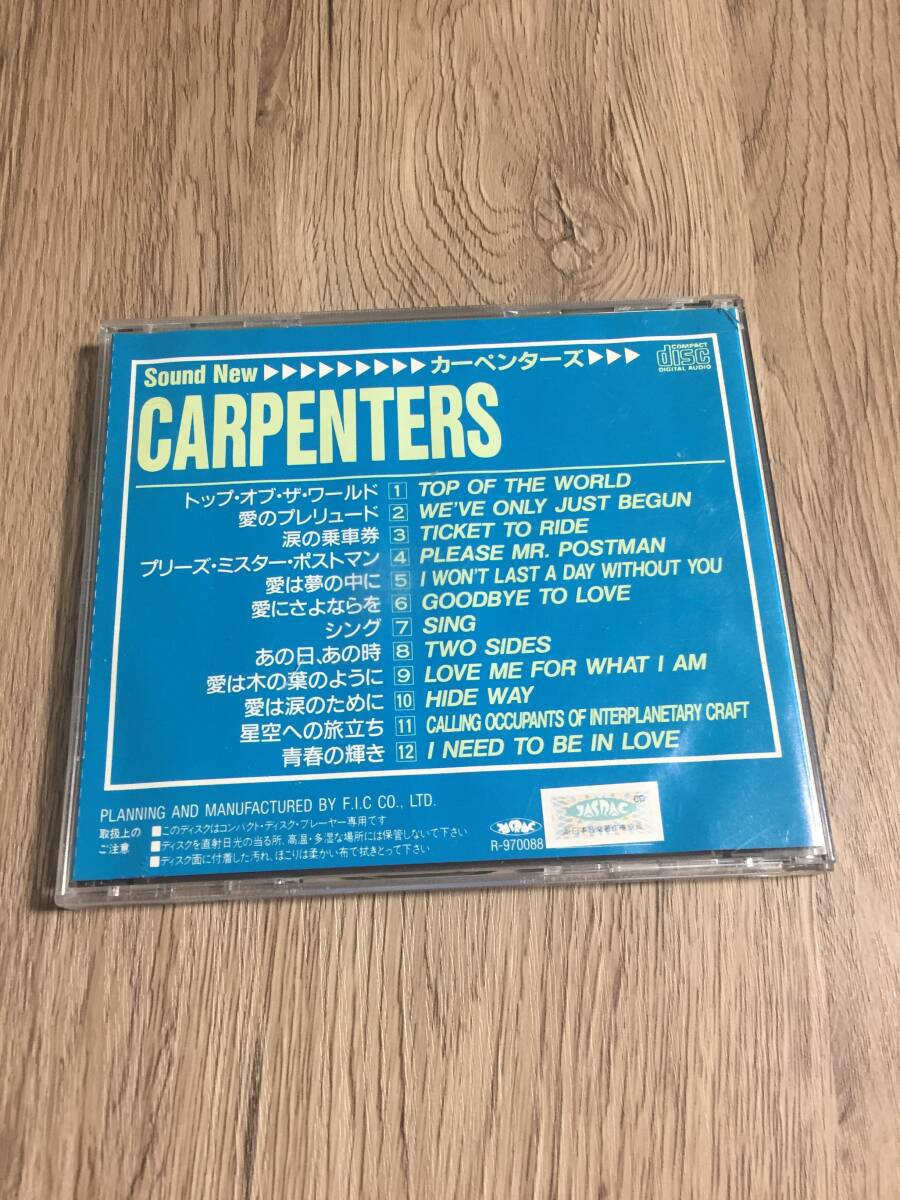 Sound New ▶▶▶▶▶▶▶▶▶ カーペンターズ ▶▶▶
COMPACT
disc
DIGITAL AUDIO
CARPENTERS
トップ・オブ・ザ・ワールド 1 TOP OF THE WORLD
愛のプレリュード 2 WE'VE ONLY JUST BEGUN
涙の乗車券 3 TICKET TO RIDE
プリーズ・ミスター・ポストマン 4 PLEASE MR. POSTMAN
愛は夢の中に 5 I WON'T LAST A DAY WITHOUT YOU
愛にさよならを 6 GOODBYE TO LOVE
シング 7 SING
あの日、あの時 8 TWO SIDES
愛は木の葉のように 9 LOVE ME FOR WHAT I AM
愛は涙のために 10 HIDE WAY
星空への旅立ち 11 CALLING OCCUPANTS OF INTERPLANETARY CRAFT
青春の輝き 12 I NEED TO BE IN LOVE
PLANNING AND MANUFACTURED BY F.I.C CO., LTD.
取扱上の
ご注意
■このディスクはコンパクト・ディスク・プレーヤー専用です
■ディスクを直射日光の当る所、高温・多湿な場所には保管しないで下さい
■ディスク面に付着した汚れ、ほこりは柔かい布で拭きとって下さい
JASRAC
R-970088
JASRAC
CD